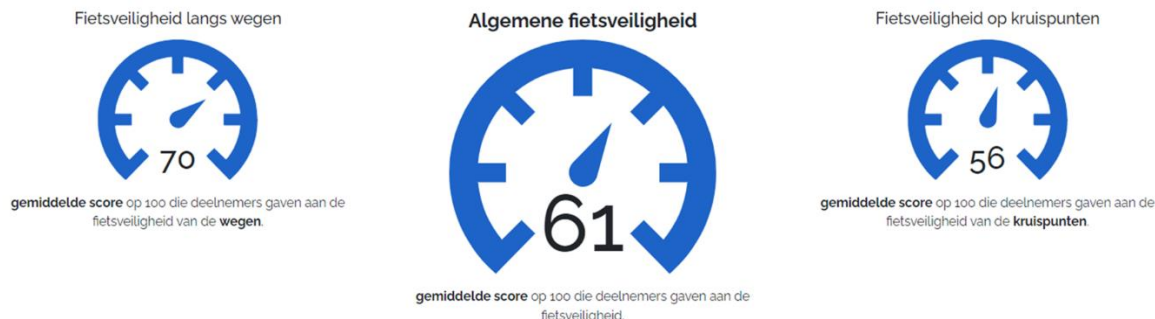 Fietsveiligheid langs wegen
70
gemiddelde score op 100 die deelnemers gaven aan de
fietsveiligheid van de wegen.
Algemene fietsveiligheid
61
gemiddelde score op 100 die deelnemers gaven aan de
fietsveiligheid.
Fietsveiligheid op kruispunten
56
gemiddelde score op 100 die deelnemers gaven aan de
fietsveiligheid van de kruispunten.